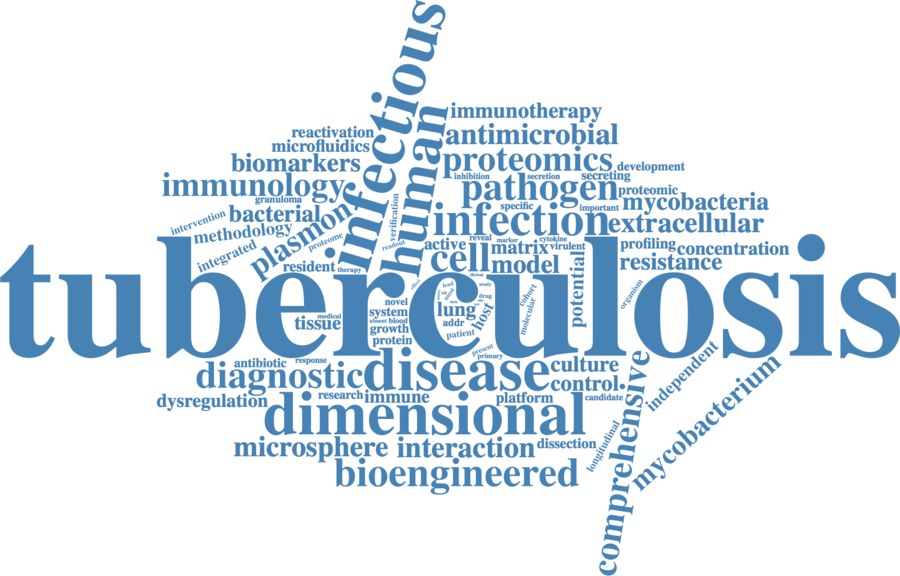 infectious
human
immunotherapy
reactivation
antimicrobial
microfluidics
biomarkers
proteomics
development
inhibition
secretion
secreting
immunology
pathogen
proteomic
granuloma
verification
specific
important
mycobacteria
intervention
bacterial
plasmon
infection
extracellular
methodology
proteome
readout
active
reveal
marker
cytokine
matrix
virulent
profiling
concentration
integrated
resident
therapy
cell
model
resistance
tuberculosis
potential
organism
effect
threat
study
lead
drug
cohort
molecular
novel
lung
host
system
medical
tissue
absent
blood
addr
growth
patient
protein
present
primary
antibiotic
response
diagnostic
disease
culture
control
comprehensive
independent
mycobacterium
dysregulation
research
immune
platform
candidate
dimensional
longitudinal
microsphere
interaction
dissection
bioengineered